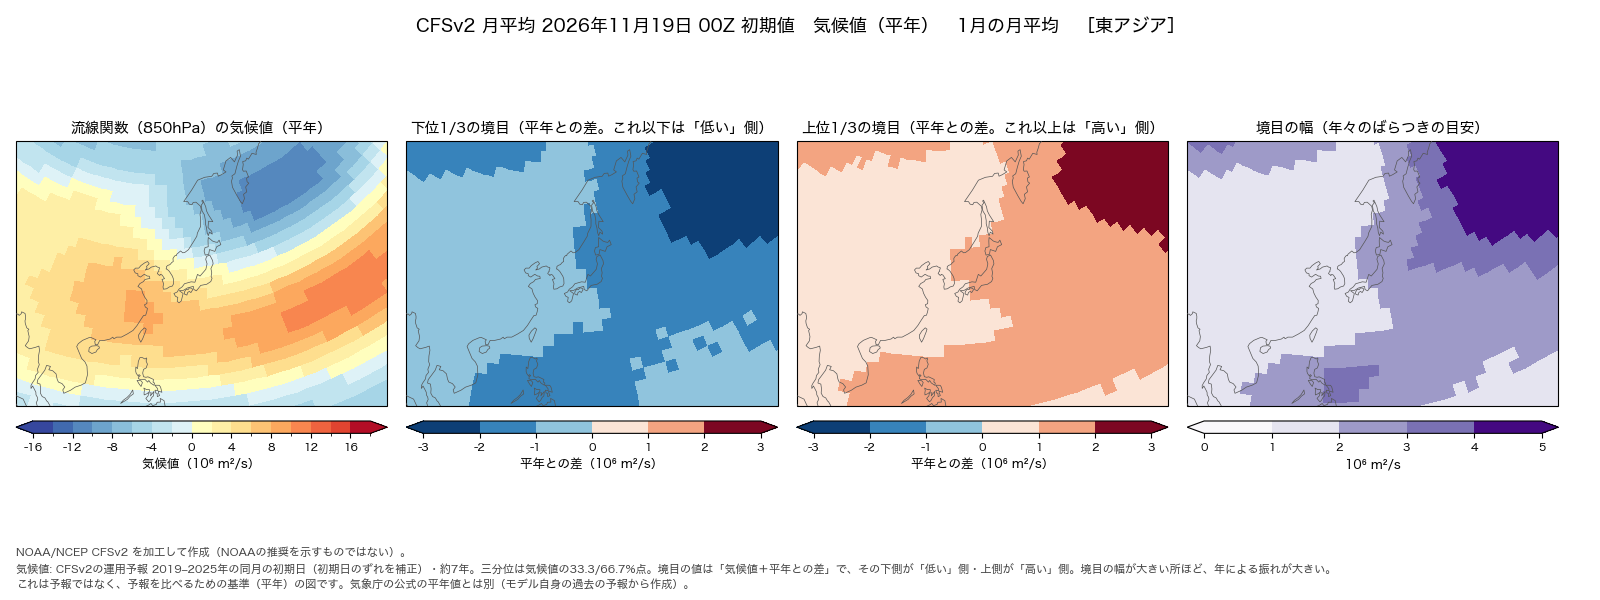 CFSv2 月平均 2026年11月19日 00Z 初期値　気候値（平年）　1月の月平均　［東アジア］
流線関数（850hPa）の気候値（平年）
下位1/3の境目（平年との差。これ以下は「低い」側）
上位1/3の境目（平年との差。これ以上は「高い」側）
境目の幅（年々のばらつきの目安）
-16 -12 -8 -4 0 4 8 12 16
気候値（10⁶ m²/s）
-3 -2 -1 0 1 2 3
平年との差（10⁶ m²/s）
-3 -2 -1 0 1 2 3
平年との差（10⁶ m²/s）
0 1 2 3 4 5
10⁶ m²/s
NOAA/NCEP CFSv2 を加工して作成（NOAAの推奨を示すものではない）。
気候値: CFSv2の運用予報 2019–2025年の同月の初期日（初期日のずれを補正）・約7年。三分位は気候値の33.3/66.7%点。境目の値は「気候値＋平年との差」で、その下側が「低い」側・上側が「高い」側。境目の幅が大きい所ほど、年による振れが大きい。
これは予報ではなく、予報を比べるための基準（平年）の図です。気象庁の公式の平年値とは別（モデル自身の過去の予報から作成）。